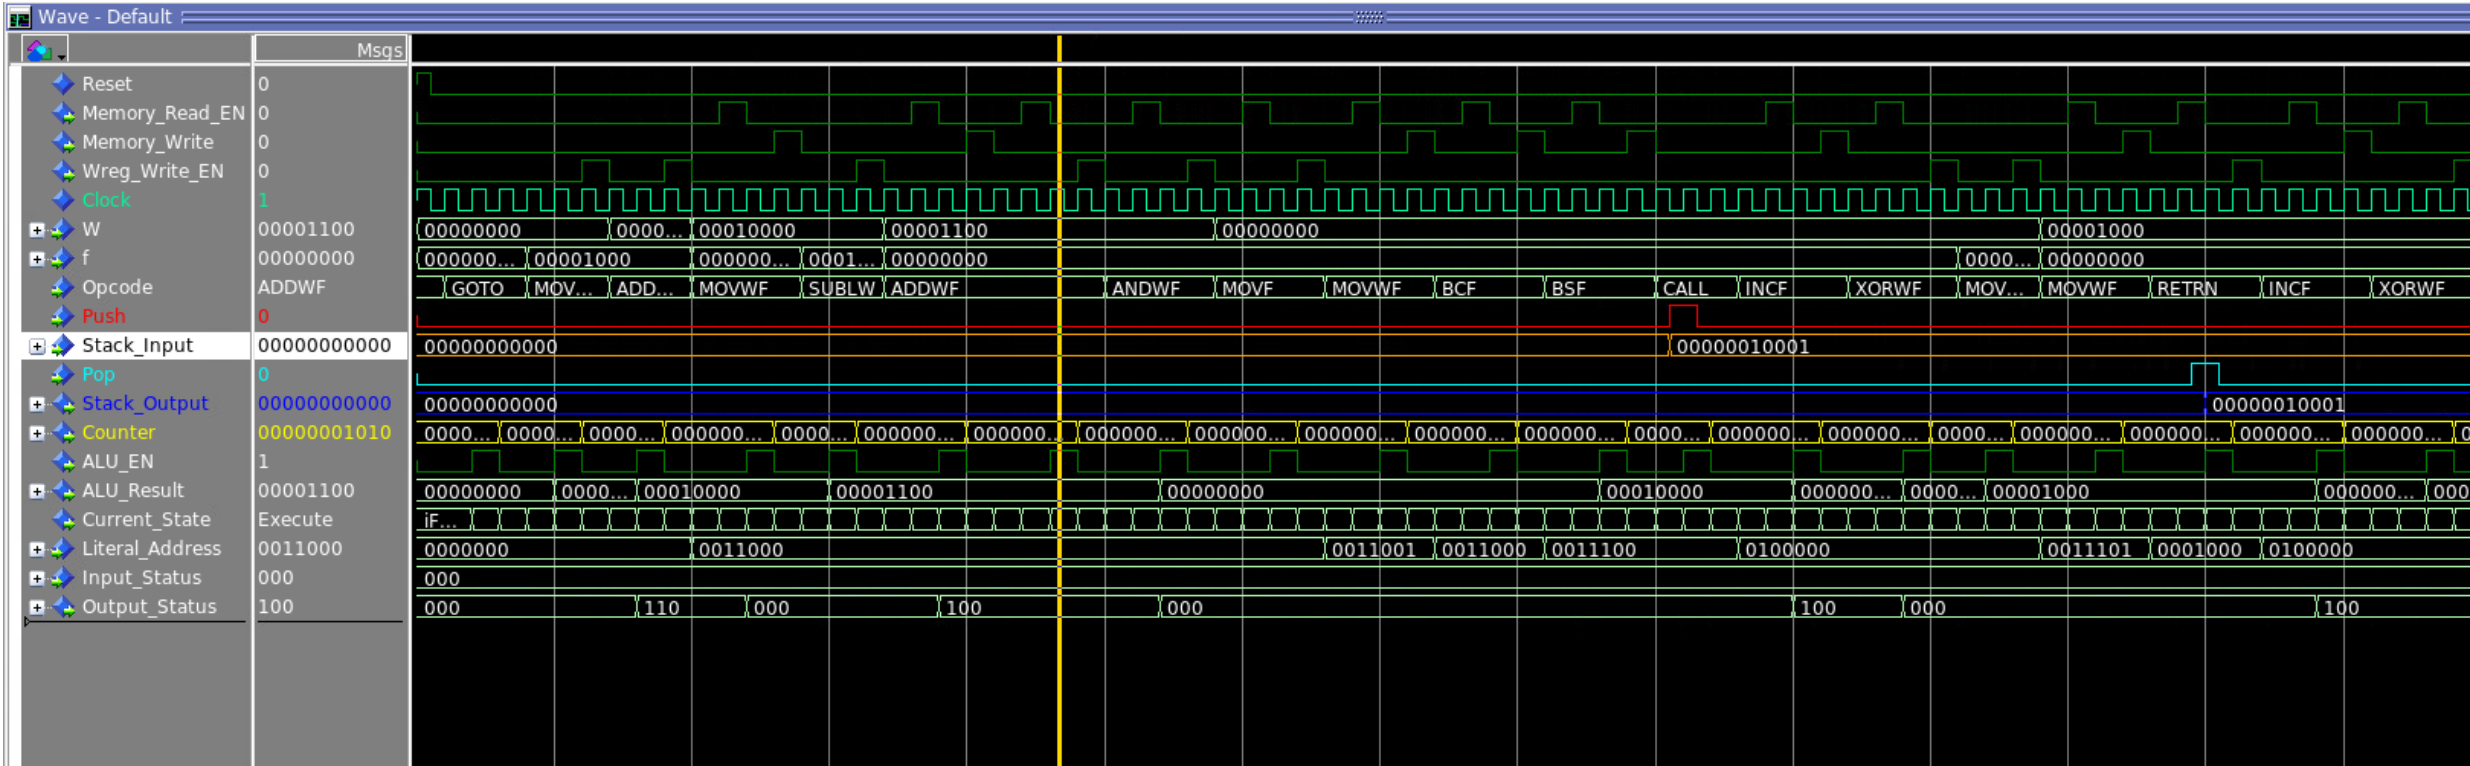 Wave - Default
Msgs
Reset 0
Memory_Read_EN 0
Memory_Write 0
Wreg_Write_EN 0
Clock 1
W 00001100 00000000 0000... 00010000 00001100 00000000 00001000
f 00000000 000000... 00001000 000000... 0001... 00000000 0000... 00000000
Opcode ADDWF GOTO MOV... ADD... MOVWF SUBLW ADDWF ANDWF MOVF MOVWF BCF BSF CALL INCF XORWF MOV... MOVWF RETRN INCF XORWF
Push 0
Stack_Input 00000000000 00000000000 00000010001
Pop 0
Stack_Output 00000000000 00000000000 00000010001
Counter 00000001010 0000... 0000... 0000... 000000... 0000... 000000... 000000... 000000... 000000... 000000... 000000... 000000... 0000... 000000... 000000... 0000... 000000... 000000... 000000... 000000... 0
ALU_EN 1
ALU_Result 00001100 00000000 0000... 00010000 00001100 00000000 00010000 000000... 0000... 00001000 000000... 000
Current_State Execute iF...
Literal_Address 0011000 0000000 0011000 0011001 0011000 0011100 0100000 0011101 0001000 0100000
Input_Status 000 000
Output_Status 100 000 110 000 100 000 100 000 100